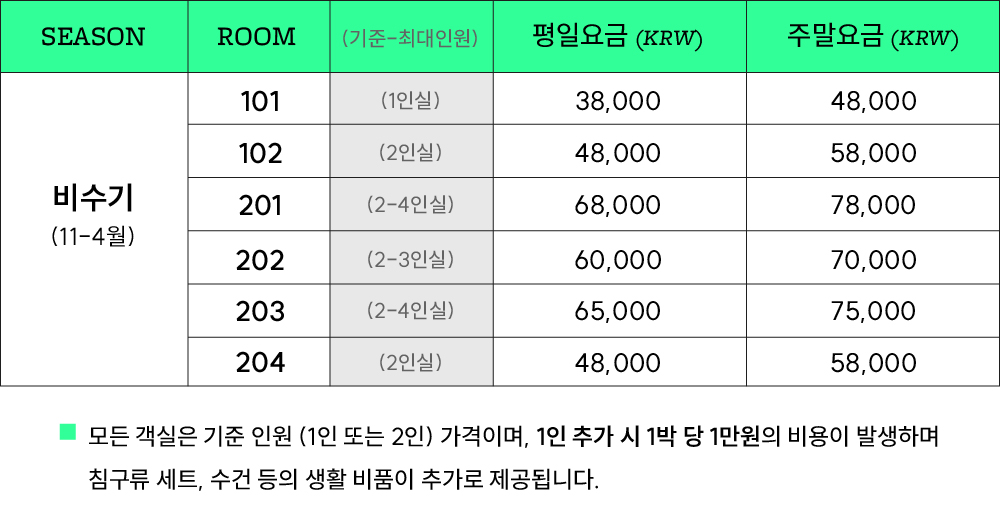 SEASON ROOM (기준-최대인원) 평일요금 (KRW) 주말요금 (KRW)
비수기
(11-4월)
101 (1인실) 38,000 48,000
102 (2인실) 48,000 58,000
201 (2-4인실) 68,000 78,000
202 (2-3인실) 60,000 70,000
203 (2-4인실) 65,000 75,000
204 (2인실) 48,000 58,000
모든 객실은 기준 인원 (1인 또는 2인) 가격이며, 1인 추가 시 1박 당 1만원의 비용이 발생하며
침구류 세트, 수건 등의 생활 비품이 추가로 제공됩니다.